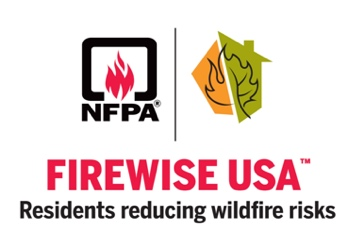 NFPA®
FIREWISE USA™
Residents reducing wildfire risks